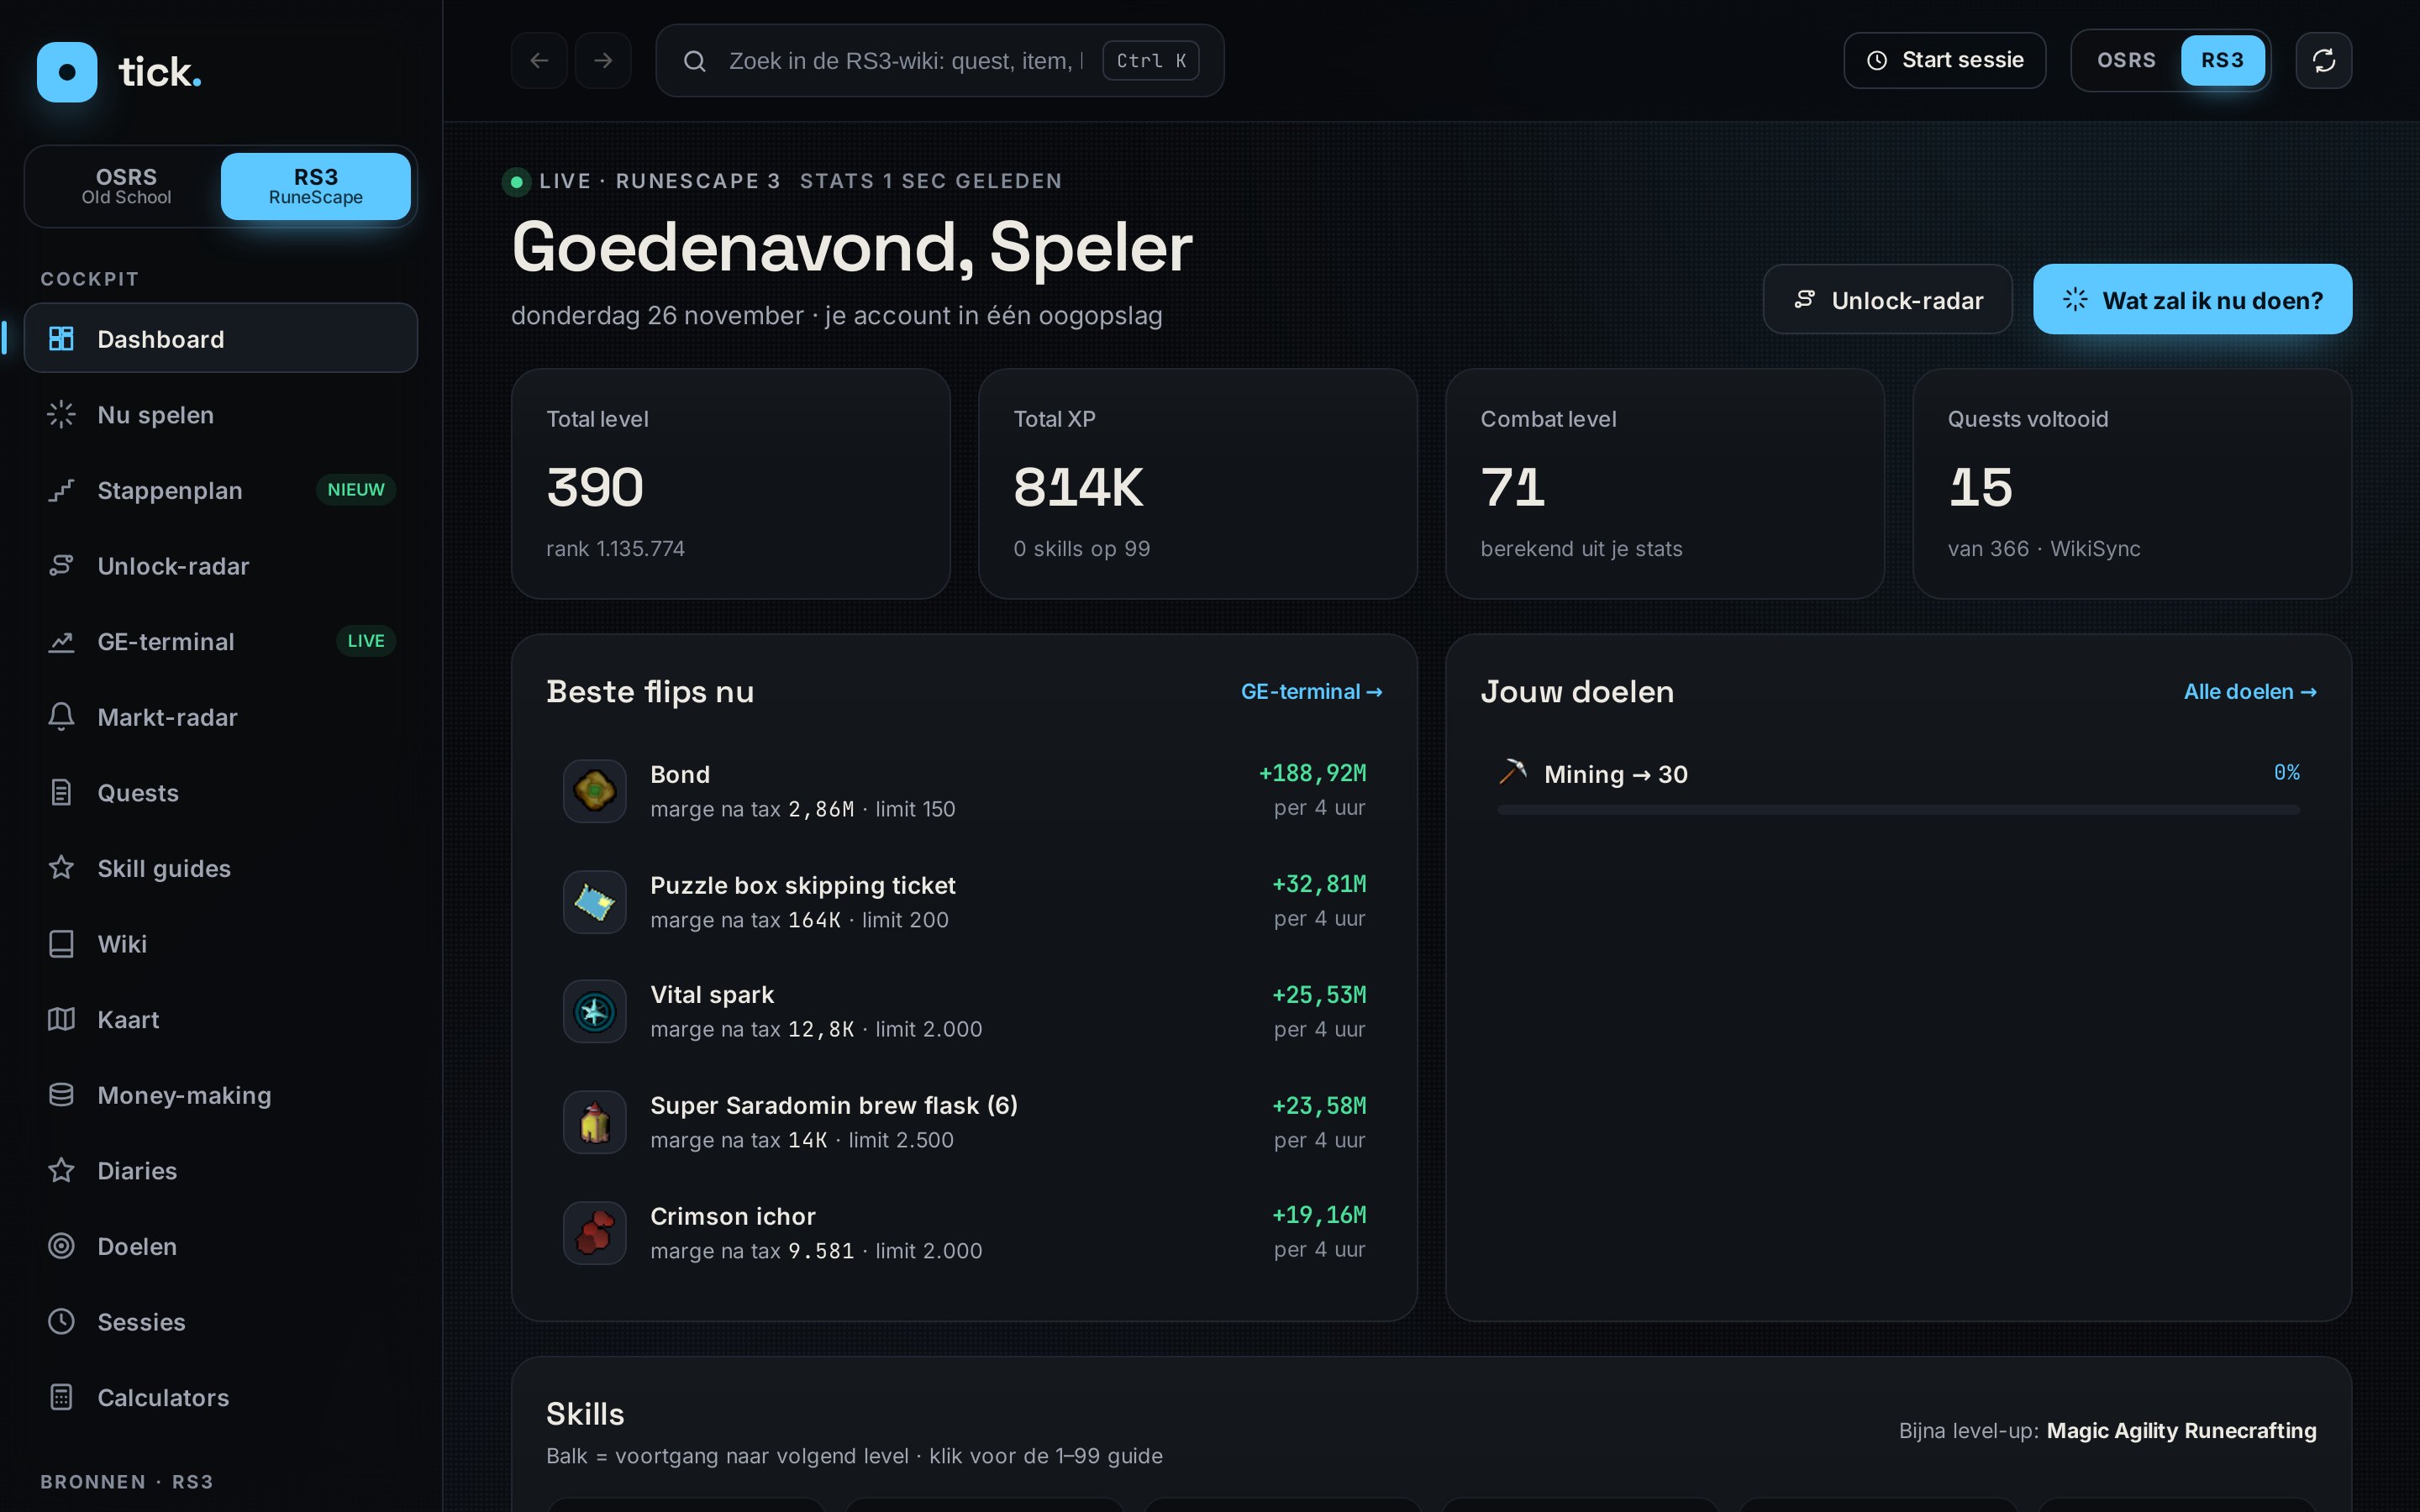 tick.
OSRS
Old School
RS3
RuneScape
COCKPIT
Dashboard
Nu spelen
Stappenplan NIEUW
Unlock-radar
GE-terminal LIVE
Markt-radar
Quests
Skill guides
Wiki
Kaart
Money-making
Diaries
Doelen
Sessies
Calculators
BRONNEN · RS3
Zoek in de RS3-wiki: quest, item, Ctrl K
Start sessie
OSRS RS3
LIVE · RUNESCAPE 3 STATS 1 SEC GELEDEN
Goedenavond, Speler
donderdag 26 november · je account in één oogopslag
Unlock-radar
Wat zal ik nu doen?
Total level
390
rank 1.135.774
Total XP
814K
0 skills op 99
Combat level
71
berekend uit je stats
Quests voltooid
15
van 366 · WikiSync
Beste flips nu GE-terminal →
Bond +188,92M
marge na tax 2,86M · limit 150 per 4 uur
Puzzle box skipping ticket +32,81M
marge na tax 164K · limit 200 per 4 uur
Vital spark +25,53M
marge na tax 12,8K · limit 2.000 per 4 uur
Super Saradomin brew flask (6) +23,58M
marge na tax 14K · limit 2.500 per 4 uur
Crimson ichor +19,16M
marge na tax 9.581 · limit 2.000 per 4 uur
Jouw doelen Alle doelen →
Mining → 30 0%
Skills
Balk = voortgang naar volgend level · klik voor de 1–99 guide
Bijna level-up: Magic Agility Runecrafting